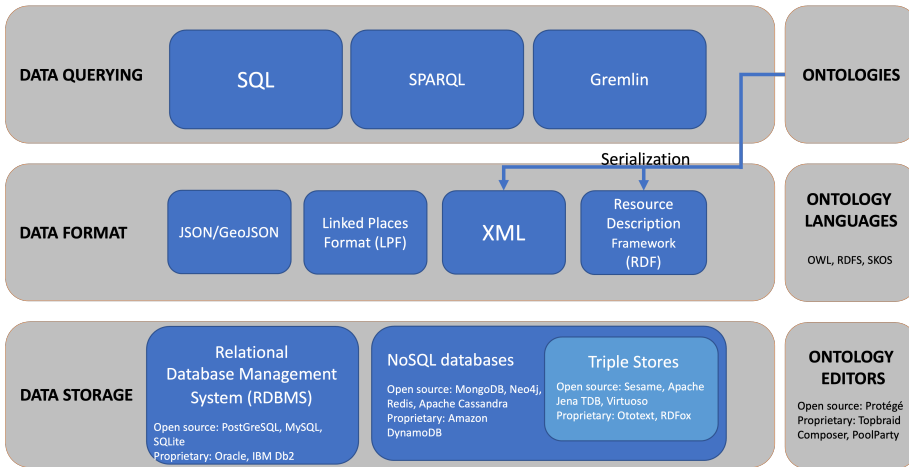 DATA QUERYING
SQL
SPARQL
Gremlin
ONTOLOGIES
Serialization
DATA FORMAT
JSON/GeoJSON
Linked Places
Format (LPF)
XML
Resource
Description
Framework
(RDF)
ONTOLOGY
LANGUAGES
OWL, RDFS, SKOS
DATA STORAGE
Relational
Database Management
System (RDBMS)
Open source: PostGreSQL, MySQL,
SQLite
Proprietary: Oracle, IBM Db2
NoSQL databases
Open source: MongoDB, Neo4j,
Redis, Apache Cassandra
Proprietary: Amazon
DynamoDB
Triple Stores
Open source: Sesame, Apache
Jena TDB, Virtuoso
Proprietary: Ototext, RDFox
ONTOLOGY
EDITORS
Open source: Protégé
Proprietary: Topbraid
Composer, PoolParty